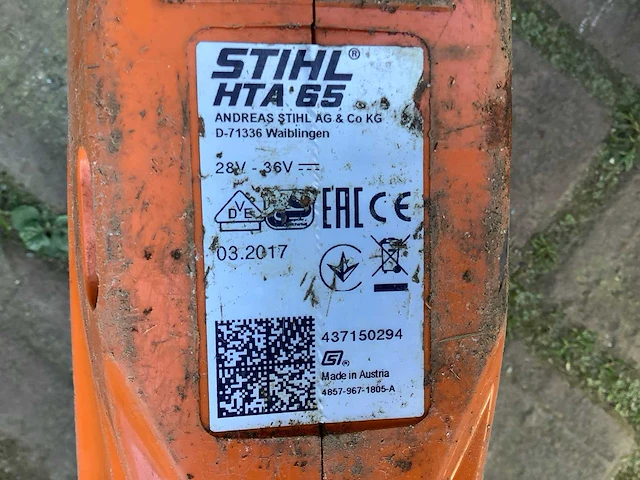 STIHL®
HTA 65
ANDREAS STIHL AG & Co KG
D-71336 Waiblingen
28V 36V
DVE
EAC CE
03.2017
437150294
Made in Austria
4857-967-1805-A